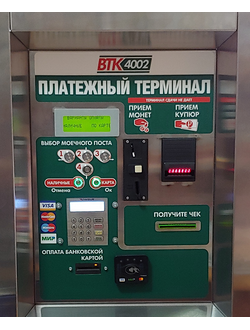 ВТК 4002
ПЛАТЕЖНЫЙ ТЕРМИНАЛ
ТЕРМИНАЛ СДАЧИ НЕ ДАЕТ
ПРИЕМ
МОНЕТ
ПРИЕМ
КУПЮР
ВЫБОР МОЕЧНОГО ПОСТА
НАЛИЧНЫЕ
КАРТА
Отмена
Ок
VISA
МИР
ПОЛУЧИТЕ ЧЕК
ОПЛАТА БАНКОВСКОЙ
КАРТОЙ